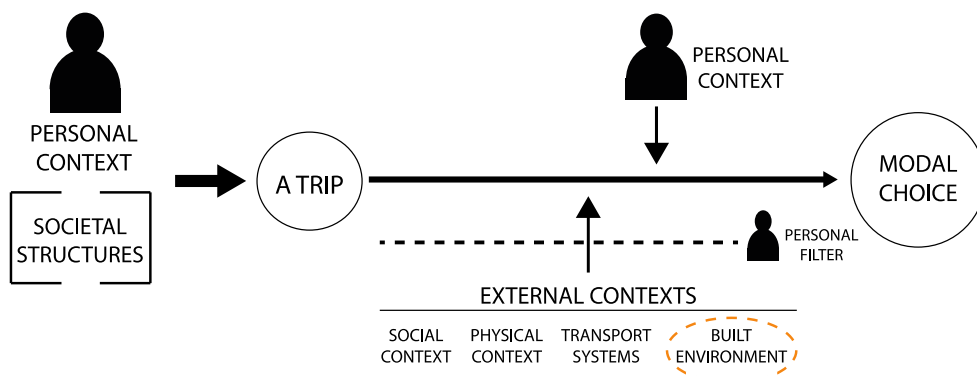 PERSONAL
CONTEXT
SOCIETAL
STRUCTURES
A TRIP
PERSONAL
CONTEXT
MODAL
CHOICE
PERSONAL
FILTER
EXTERNAL CONTEXTS
SOCIAL
CONTEXT
PHYSICAL
CONTEXT
TRANSPORT
SYSTEMS
BUILT
ENVIRONMENT